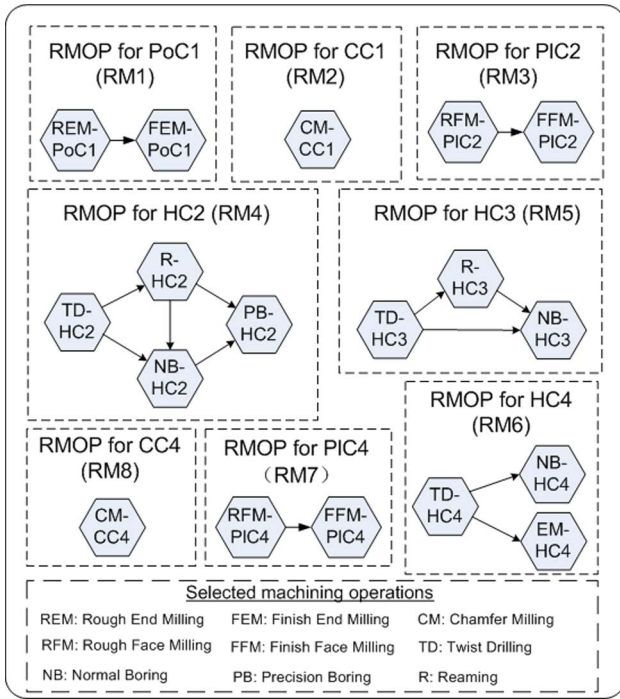 RMOP for PoC1
(RM1)
REM-
PoC1
FEM-
PoC1
RMOP for CC1
(RM2)
CM-
CC1
RMOP for PIC2
(RM3)
RFM-
PIC2
FFM-
PIC2
RMOP for HC2 (RM4)
TD-
HC2
R-
HC2
NB-
HC2
PB-
HC2
RMOP for HC3 (RM5)
TD-
HC3
R-
HC3
NB-
HC3
RMOP for CC4
(RM8)
CM-
CC4
RMOP for PIC4
(RM7)
RFM-
PIC4
FFM-
PIC4
RMOP for HC4
(RM6)
TD-
HC4
NB-
HC4
EM-
HC4
Selected machining operations
REM: Rough End Milling FEM: Finish End Milling CM: Chamfer Milling
RFM: Rough Face Milling FFM: Finish Face Milling TD: Twist Drilling
NB: Normal Boring PB: Precision Boring R: Reaming